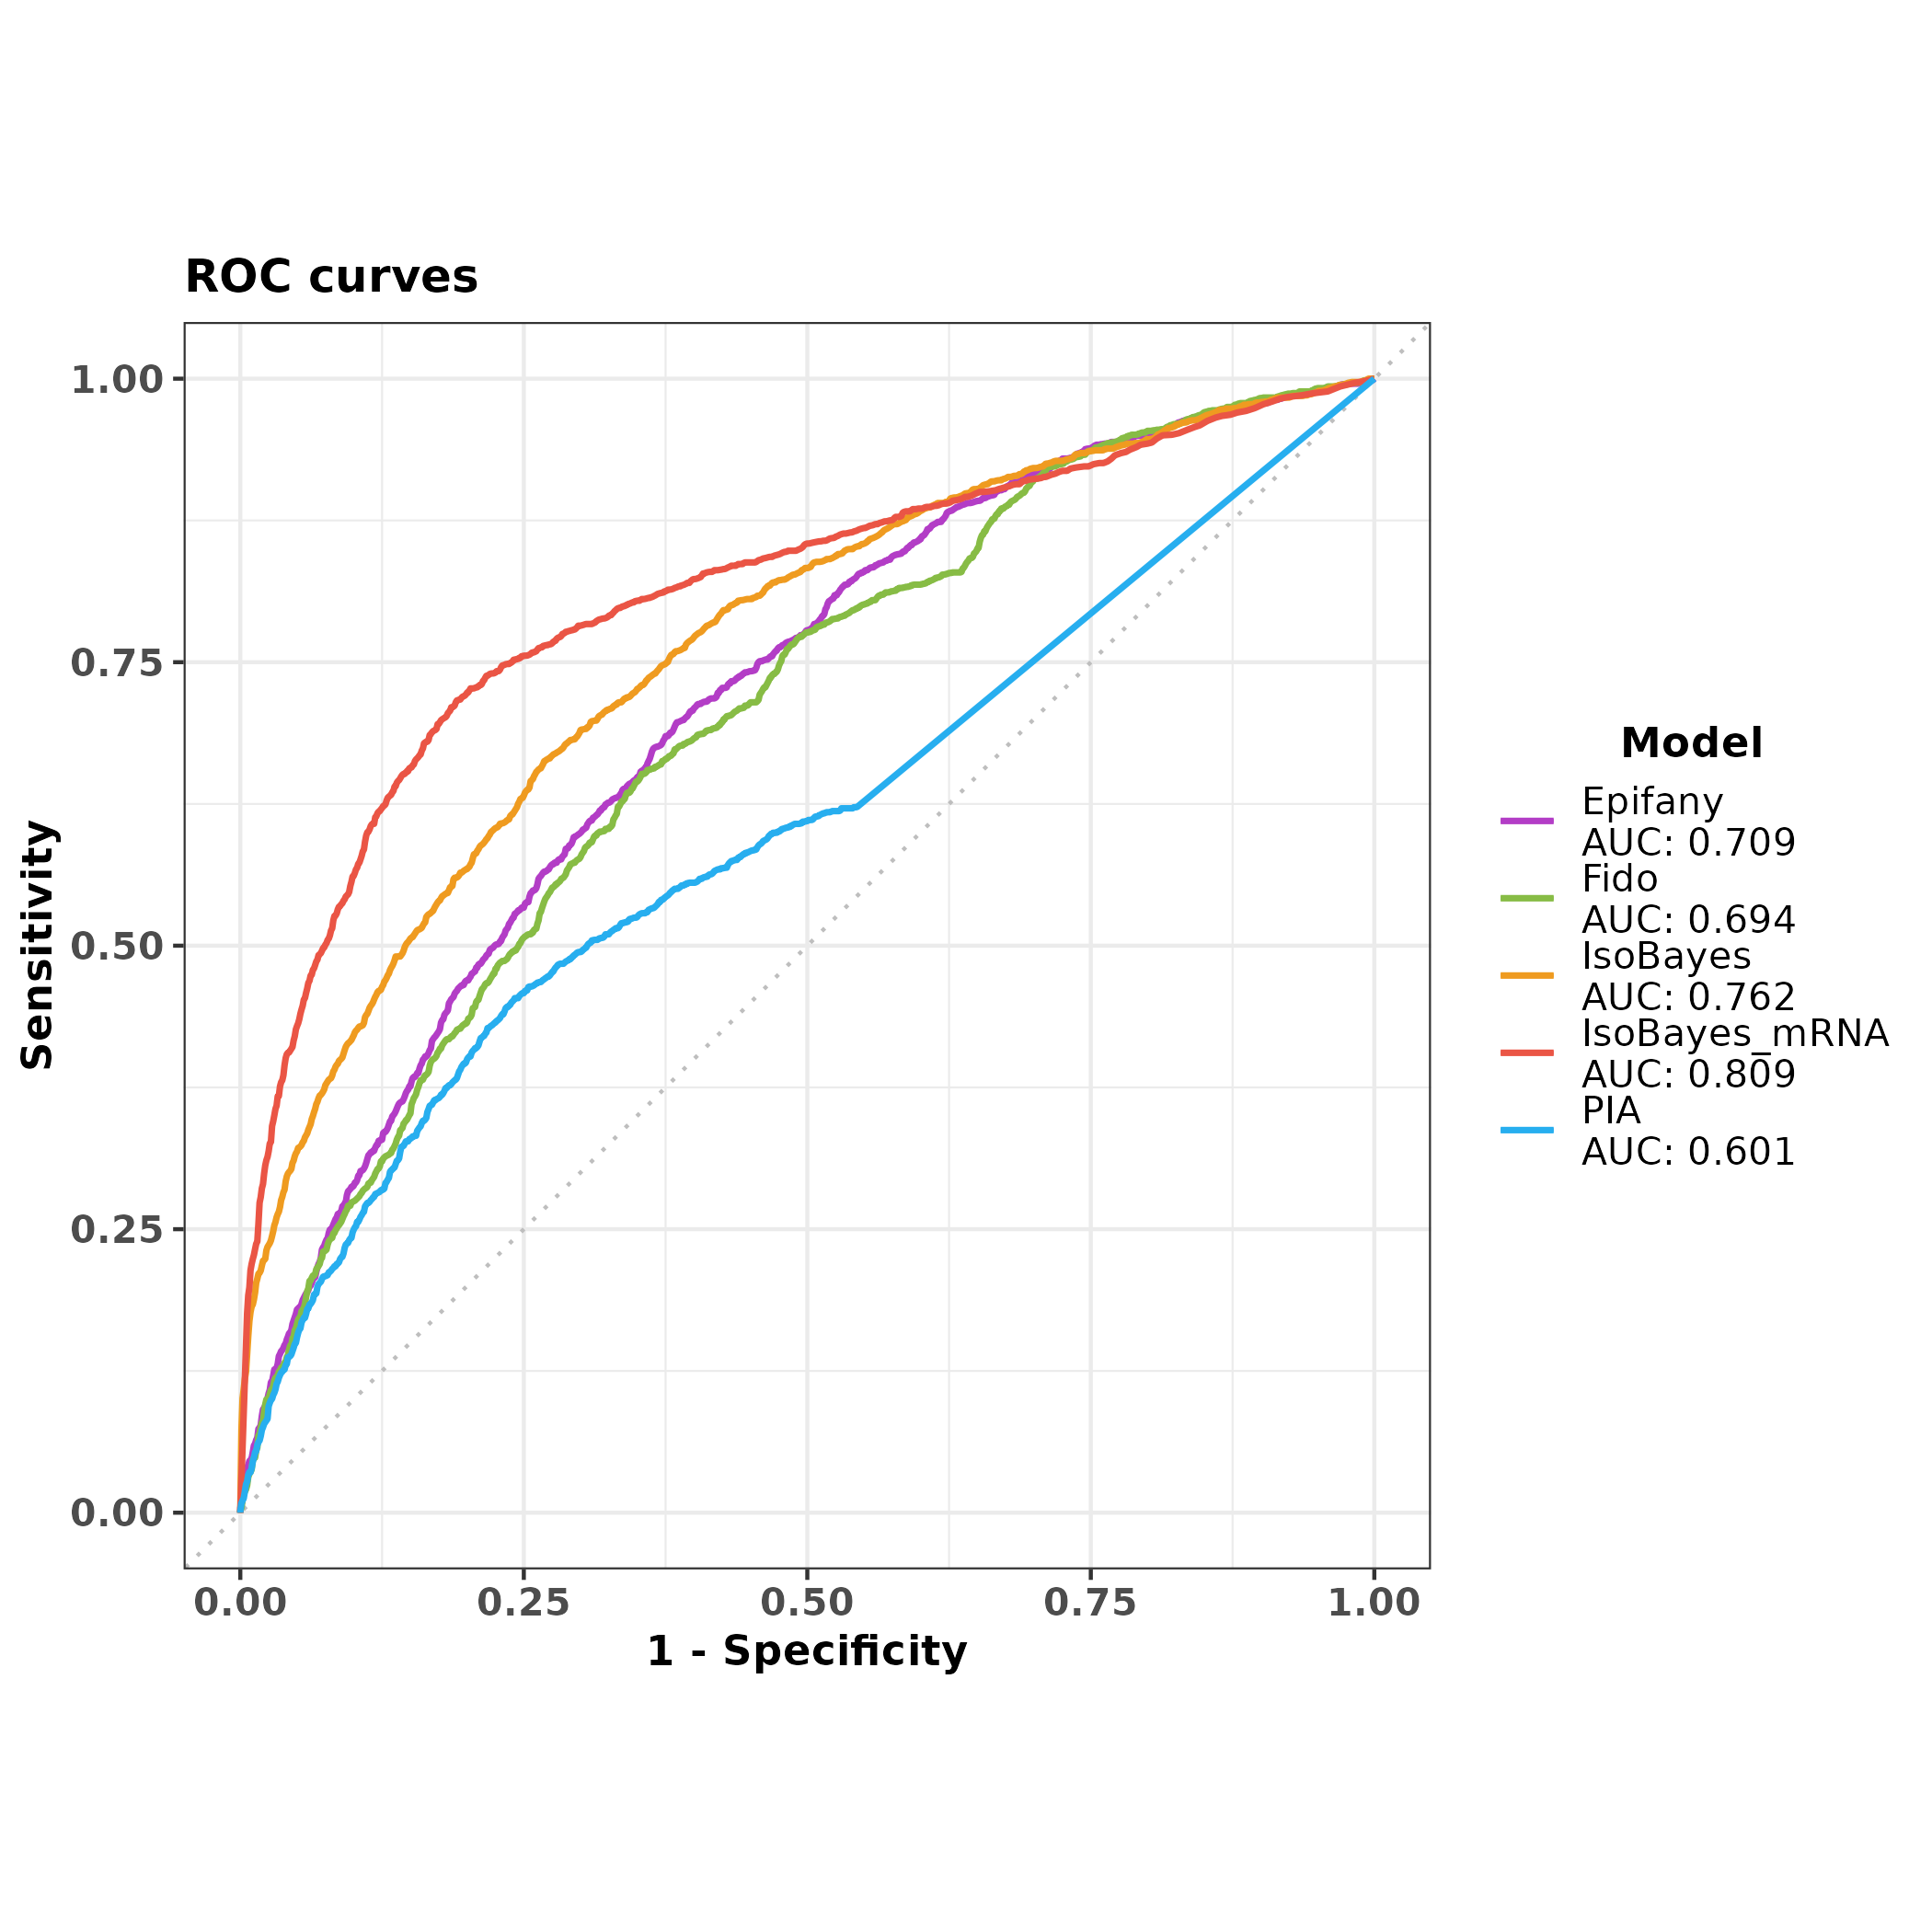 ROC curves
1.00
0.75
0.50
0.25
0.00
Sensitivity
0.00 0.25 0.50 0.75 1.00
1 - Specificity
Model
Epifany
AUC: 0.709
Fido
AUC: 0.694
IsoBayes
AUC: 0.762
IsoBayes_mRNA
AUC: 0.809
PIA
AUC: 0.601